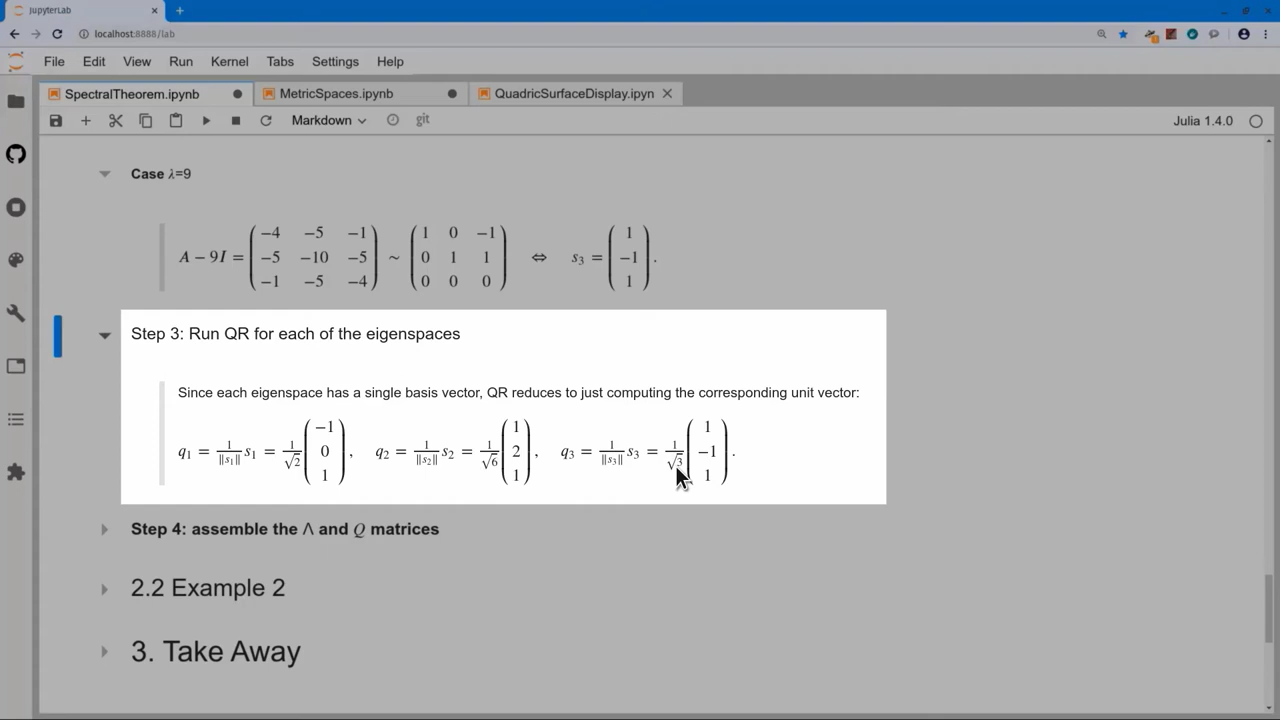 JupyterLab
localhost:8888/lab
File Edit View Run Kernel Tabs Settings Help
SpectralTheorem.ipynb MetricSpaces.ipynb QuadricSurfaceDisplay.ipyn
Markdown git Julia 1.4.0
Case λ=9
A − 9I = ( −4 −5 −1 ; −5 −10 −5 ; −1 −5 −4 ) ~ ( 1 0 −1 ; 0 1 1 ; 0 0 0 ) ⇔ s₃ = ( 1 ; −1 ; 1 ) .
Step 3: Run QR for each of the eigenspaces
Since each eigenspace has a single basis vector, QR reduces to just computing the corresponding unit vector:
q₁ = 1/‖s₁‖ s₁ = 1/√2 ( −1 ; 0 ; 1 ) , q₂ = 1/‖s₂‖ s₂ = 1/√6 ( 1 ; 2 ; 1 ) , q₃ = 1/‖s₃‖ s₃ = 1/√3 ( 1 ; −1 ; 1 ) .
Step 4: assemble the Λ and Q matrices
2.2 Example 2
3. Take Away